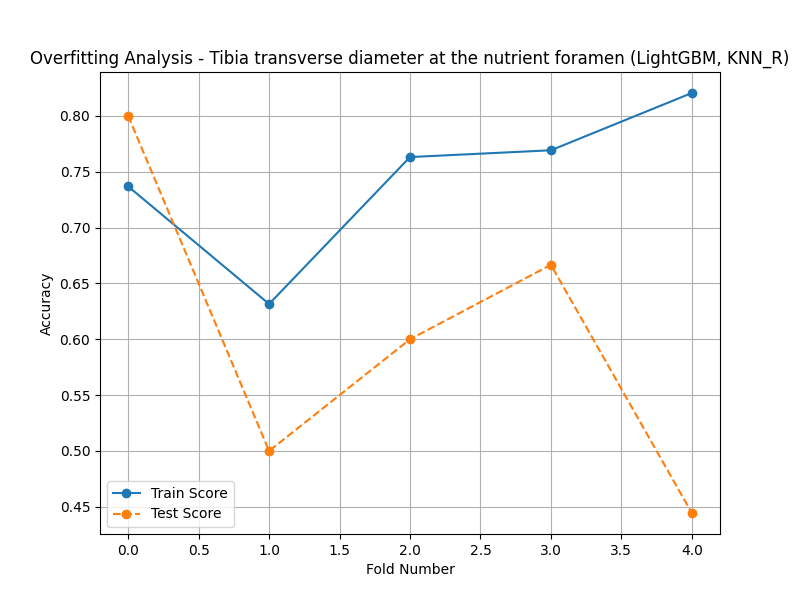 Overfitting Analysis - Tibia transverse diameter at the nutrient foramen (LightGBM, KNN_R)
0.80
0.75
0.70
0.65
0.60
0.55
0.50
0.45
Accuracy
Train Score
Test Score
0.0 0.5 1.0 1.5 2.0 2.5 3.0 3.5 4.0
Fold Number